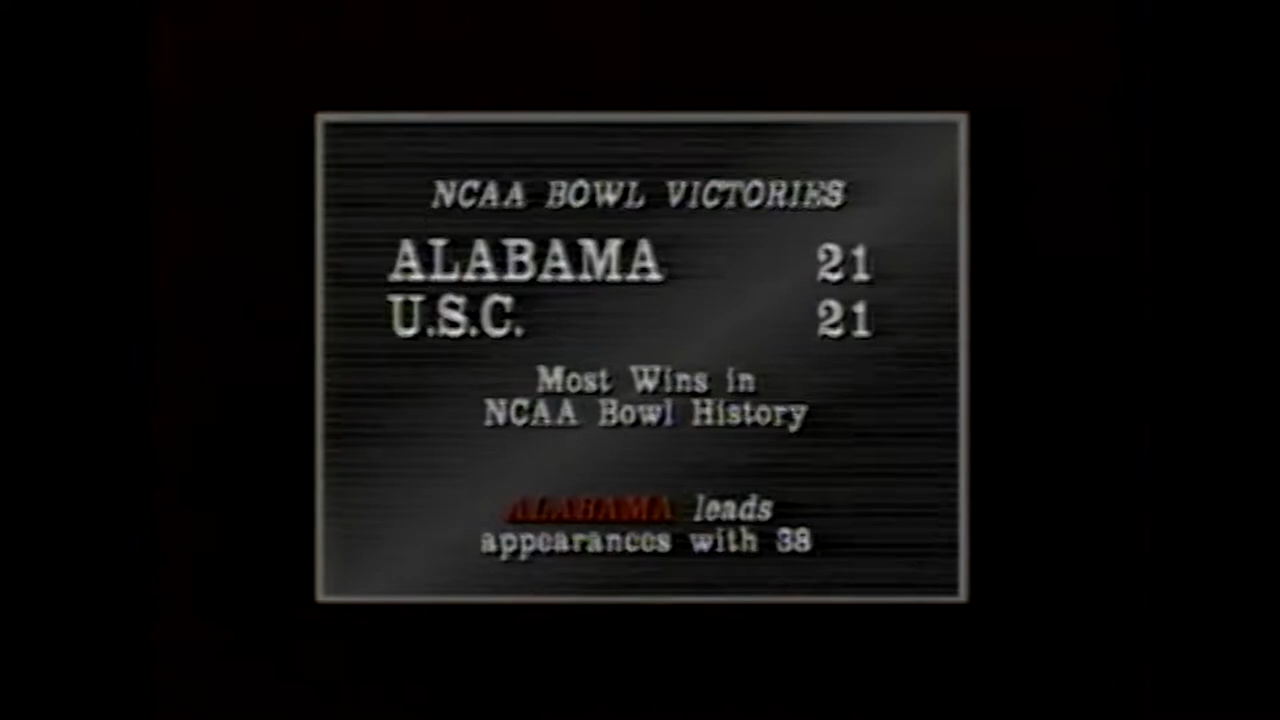 NCAA BOWL VICTORIES
ALABAMA 21
U.S.C. 21
Most Wins in
NCAA Bowl History
ALABAMA leads
appearances with 38